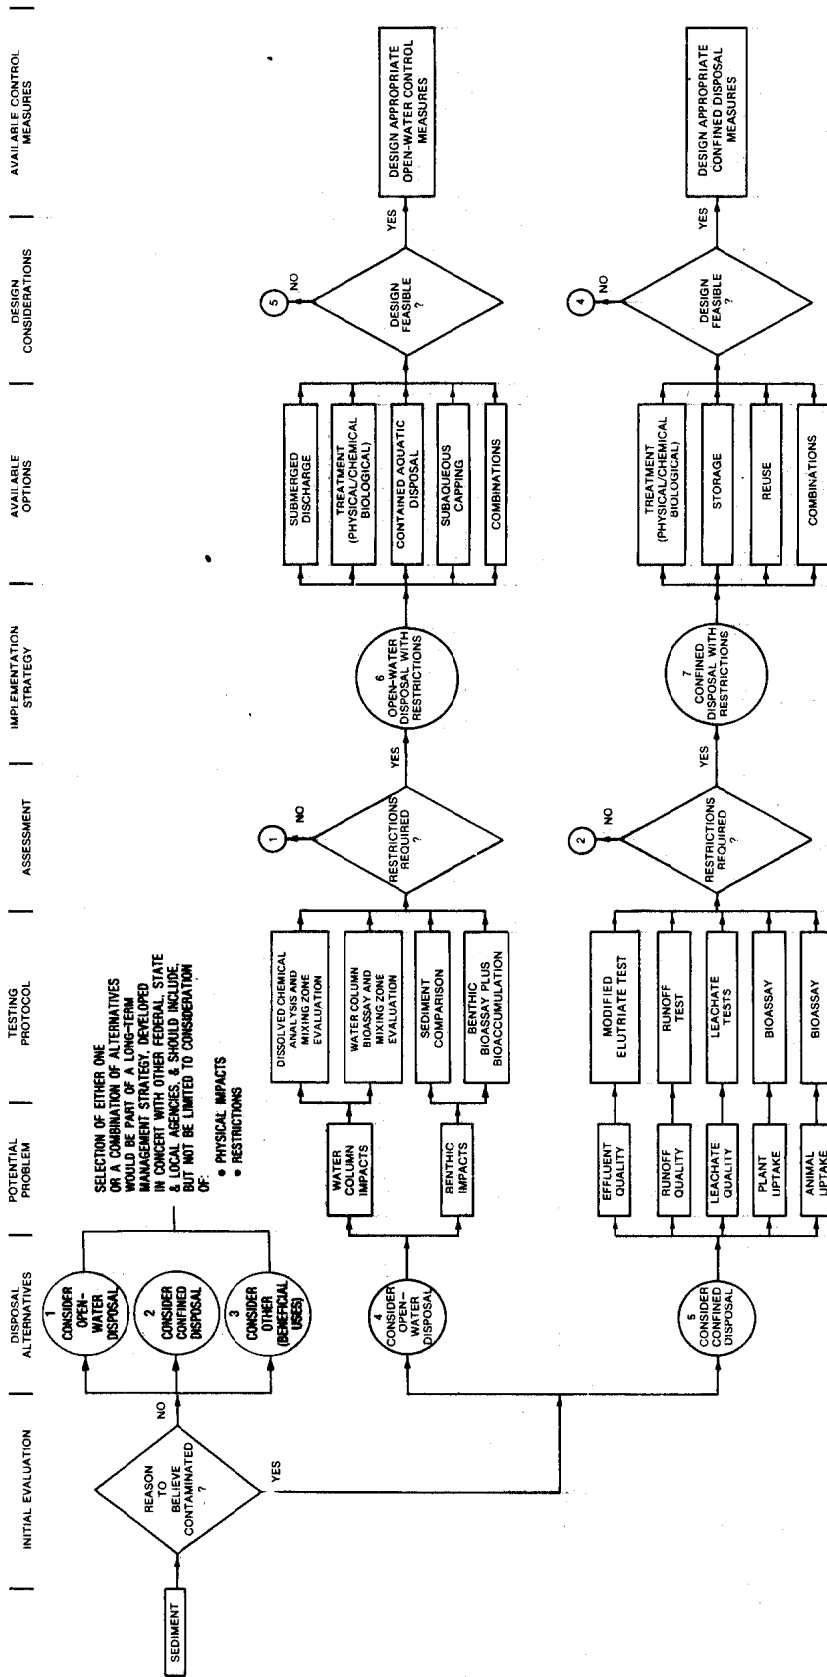 INITIAL EVALUATION
DISPOSAL
ALTERNATIVES
POTENTIAL
PROBLEM
TESTING
PROTOCOL
ASSESSMENT
IMPLEMENTATION
STRATEGY
AVAILABLE
OPTIONS
DESIGN
CONSIDERATIONS
AVAILABLE CONTROL
MEASURES
SEDIMENT
REASON
TO
BELIEVE
CONTAMINATED
?
NO
YES
1
CONSIDER
OPEN-
WATER
DISPOSAL
2
CONSIDER
CONFINED
DISPOSAL
3
CONSIDER
OTHER
(BENEFICIAL
USES)
SELECTION OF EITHER ONE
OR A COMBINATION OF ALTERNATIVES
WOULD BE PART OF A LONG-TERM
MANAGEMENT STRATEGY, DEVELOPED
IN CONCERT WITH OTHER FEDERAL, STATE
& LOCAL AGENCIES, & SHOULD INCLUDE,
BUT NOT BE LIMITED TO CONSIDERATION
OF:
• PHYSICAL IMPACTS
• RESTRICTIONS
4
CONSIDER
OPEN-
WATER
DISPOSAL
WATER
COLUMN
IMPACTS
BENTHIC
IMPACTS
DISSOLVED CHEMICAL
ANALYSIS AND
MIXING ZONE
EVALUATION
WATER COLUMN
BIOASSAY AND
MIXING ZONE
EVALUATION
SEDIMENT
COMPARISON
BENTHIC
BIOASSAY PLUS
BIOACCUMULATION
RESTRICTIONS
REQUIRED
?
NO
1
YES
6
OPEN-WATER
DISPOSAL WITH
RESTRICTIONS
SUBMERGED
DISCHARGE
TREATMENT
(PHYSICAL/CHEMICAL
BIOLOGICAL)
CONTAINED AQUATIC
DISPOSAL
SUBAQUEOUS
CAPPING
COMBINATIONS
DESIGN
FEASIBLE
?
NO
5
YES
DESIGN APPROPRIATE
OPEN-WATER CONTROL
MEASURES
5
CONSIDER
CONFINED
DISPOSAL
EFFLUENT
QUALITY
RUNOFF
QUALITY
LEACHATE
QUALITY
PLANT
UPTAKE
ANIMAL
UPTAKE
MODIFIED
ELUTRIATE TEST
RUNOFF
TEST
LEACHATE
TESTS
BIOASSAY
BIOASSAY
RESTRICTIONS
REQUIRED
?
NO
2
YES
7
CONFINED
DISPOSAL WITH
RESTRICTIONS
TREATMENT
(PHYSICAL/CHEMICAL
BIOLOGICAL)
STORAGE
REUSE
COMBINATIONS
DESIGN
FEASIBLE
?
NO
4
YES
DESIGN APPROPRIATE
CONFINED DISPOSAL
MEASURES